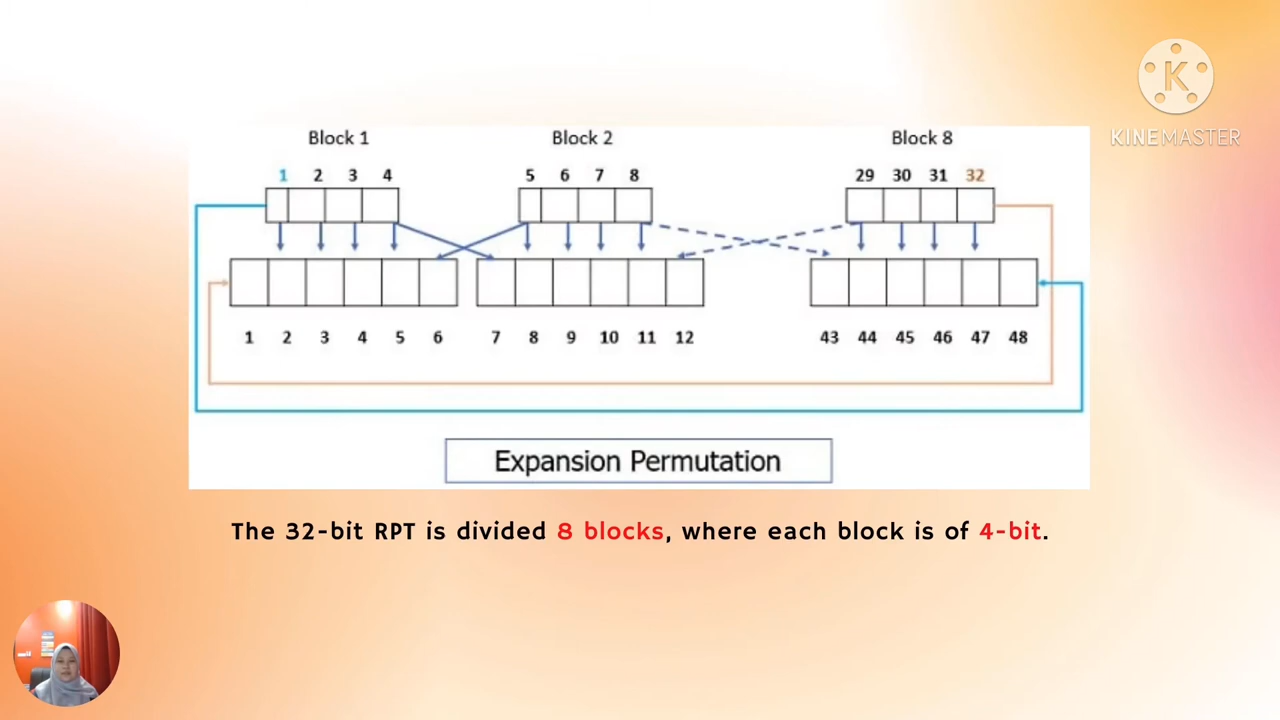 K
KINEMASTER
Block 1 Block 2 Block 8
1 2 3 4 5 6 7 8 29 30 31 32
1 2 3 4 5 6 7 8 9 10 11 12 43 44 45 46 47 48
Expansion Permutation
The 32-bit RPT is divided 8 blocks, where each block is of 4-bit.